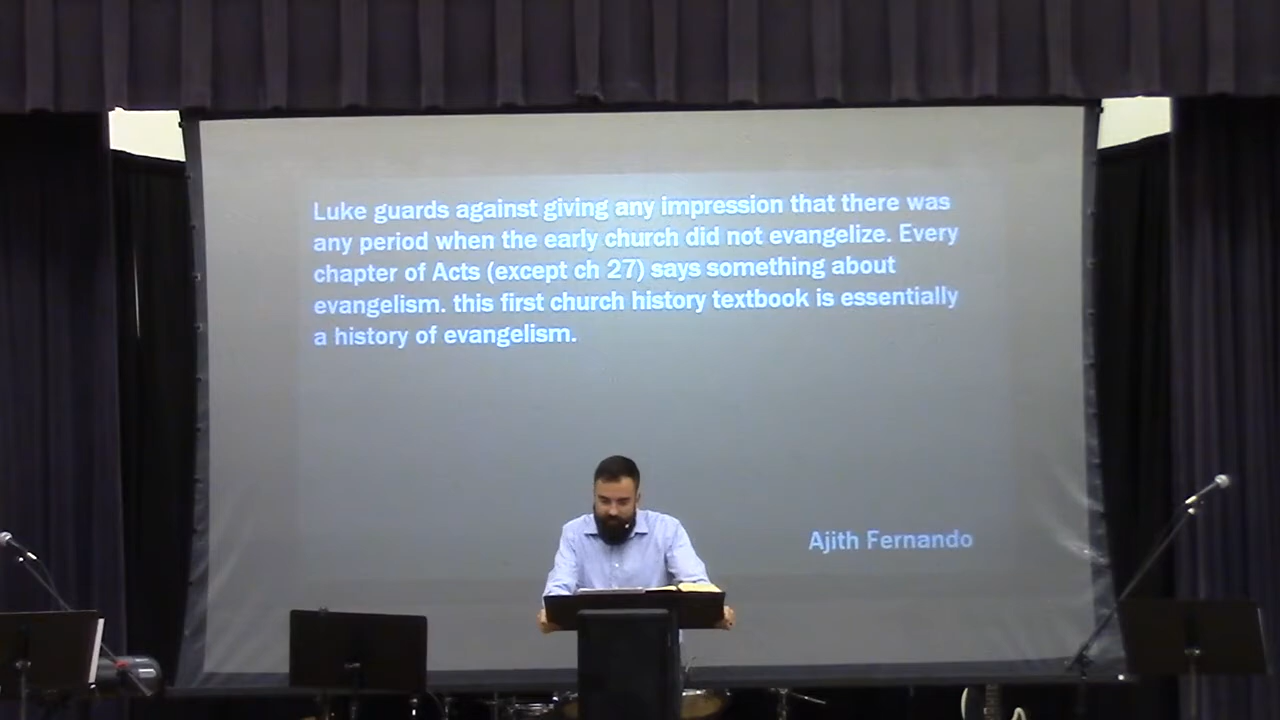 Luke guards against giving any impression that there was
any period when the early church did not evangelize. Every
chapter of Acts (except ch 27) says something about
evangelism. this first church history textbook is essentially
a history of evangelism.
Ajith Fernando